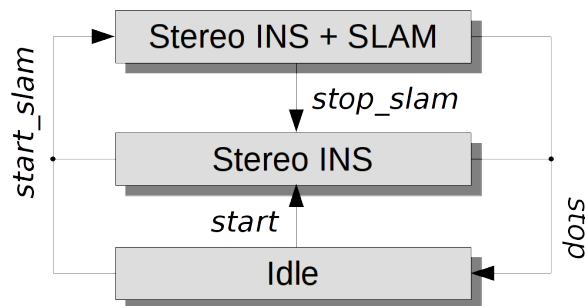 Stereo INS + SLAM
start_slam
stop_slam
Stereo INS
start
stop
Idle